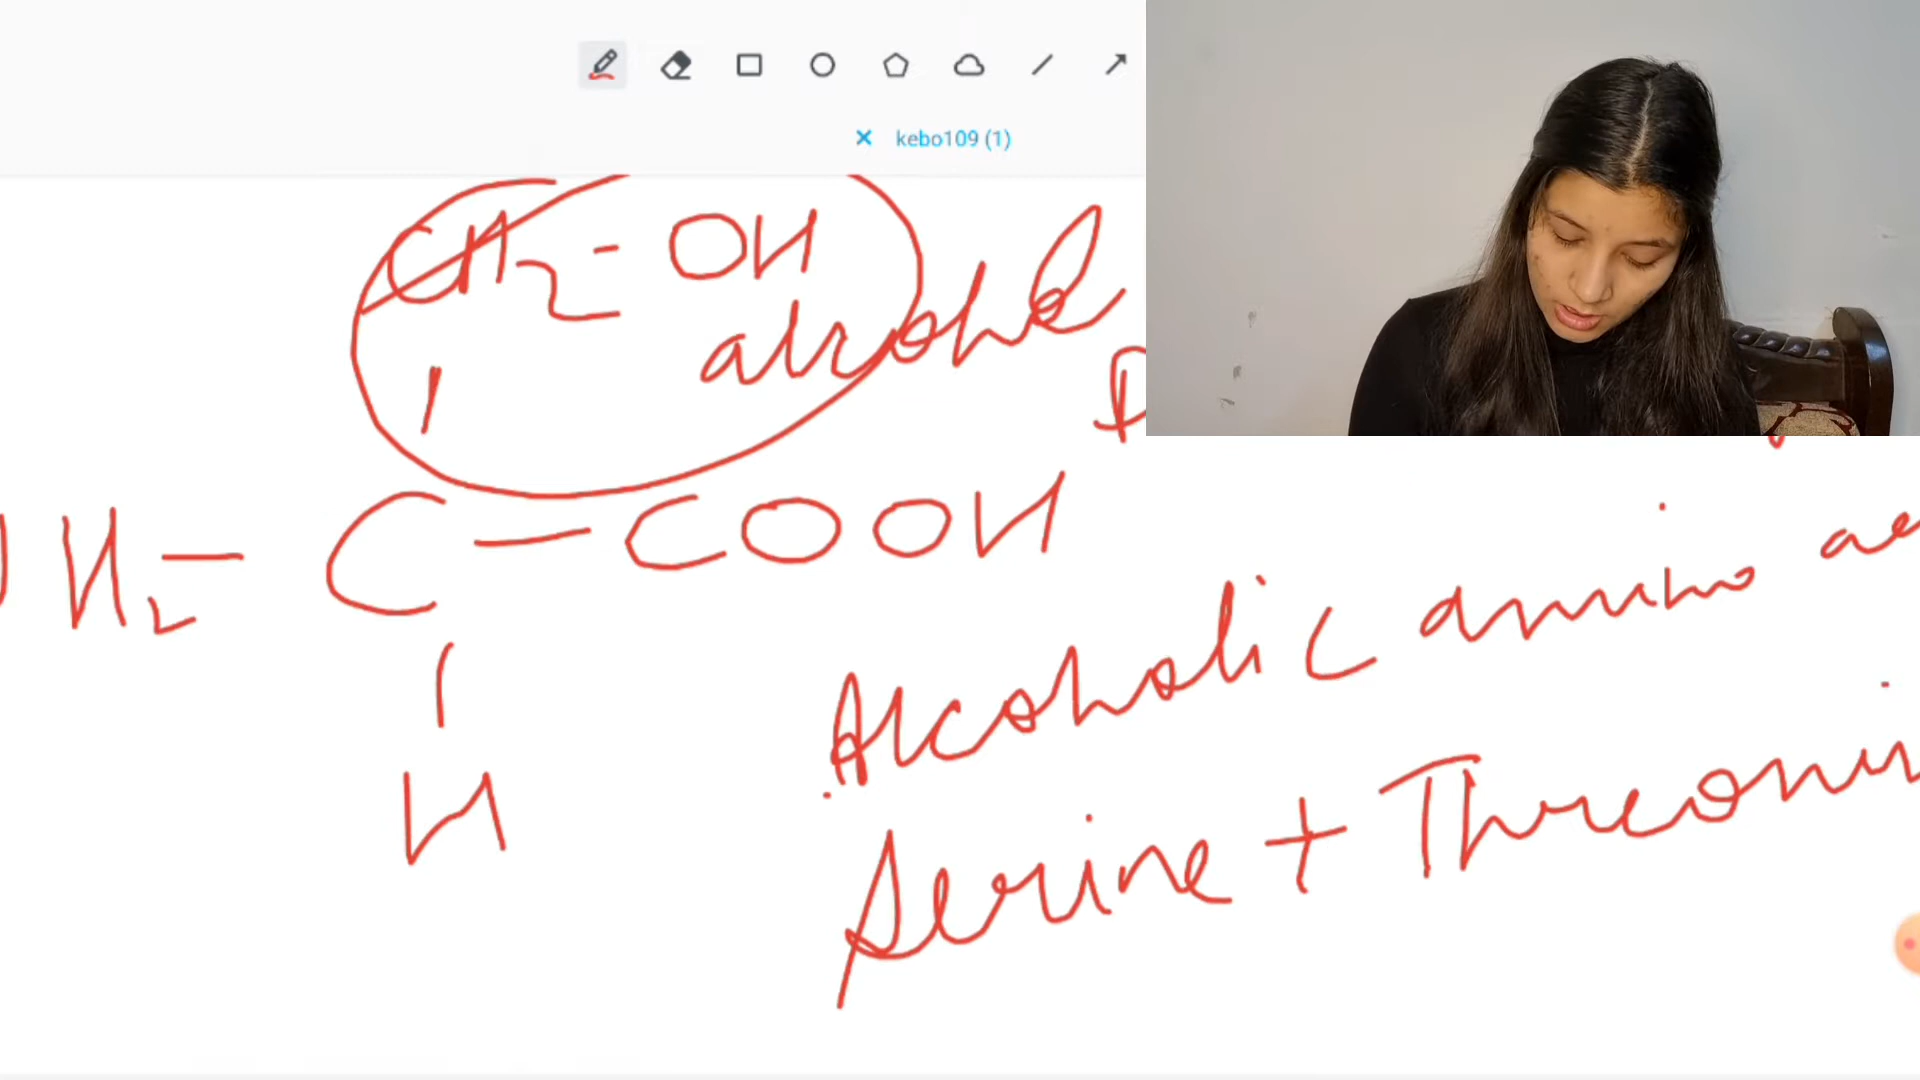 kebo109 (1)
CH2 - OH
alcohol
H2 - C - COOH
H
Alcoholic amino
Serine + Threoni